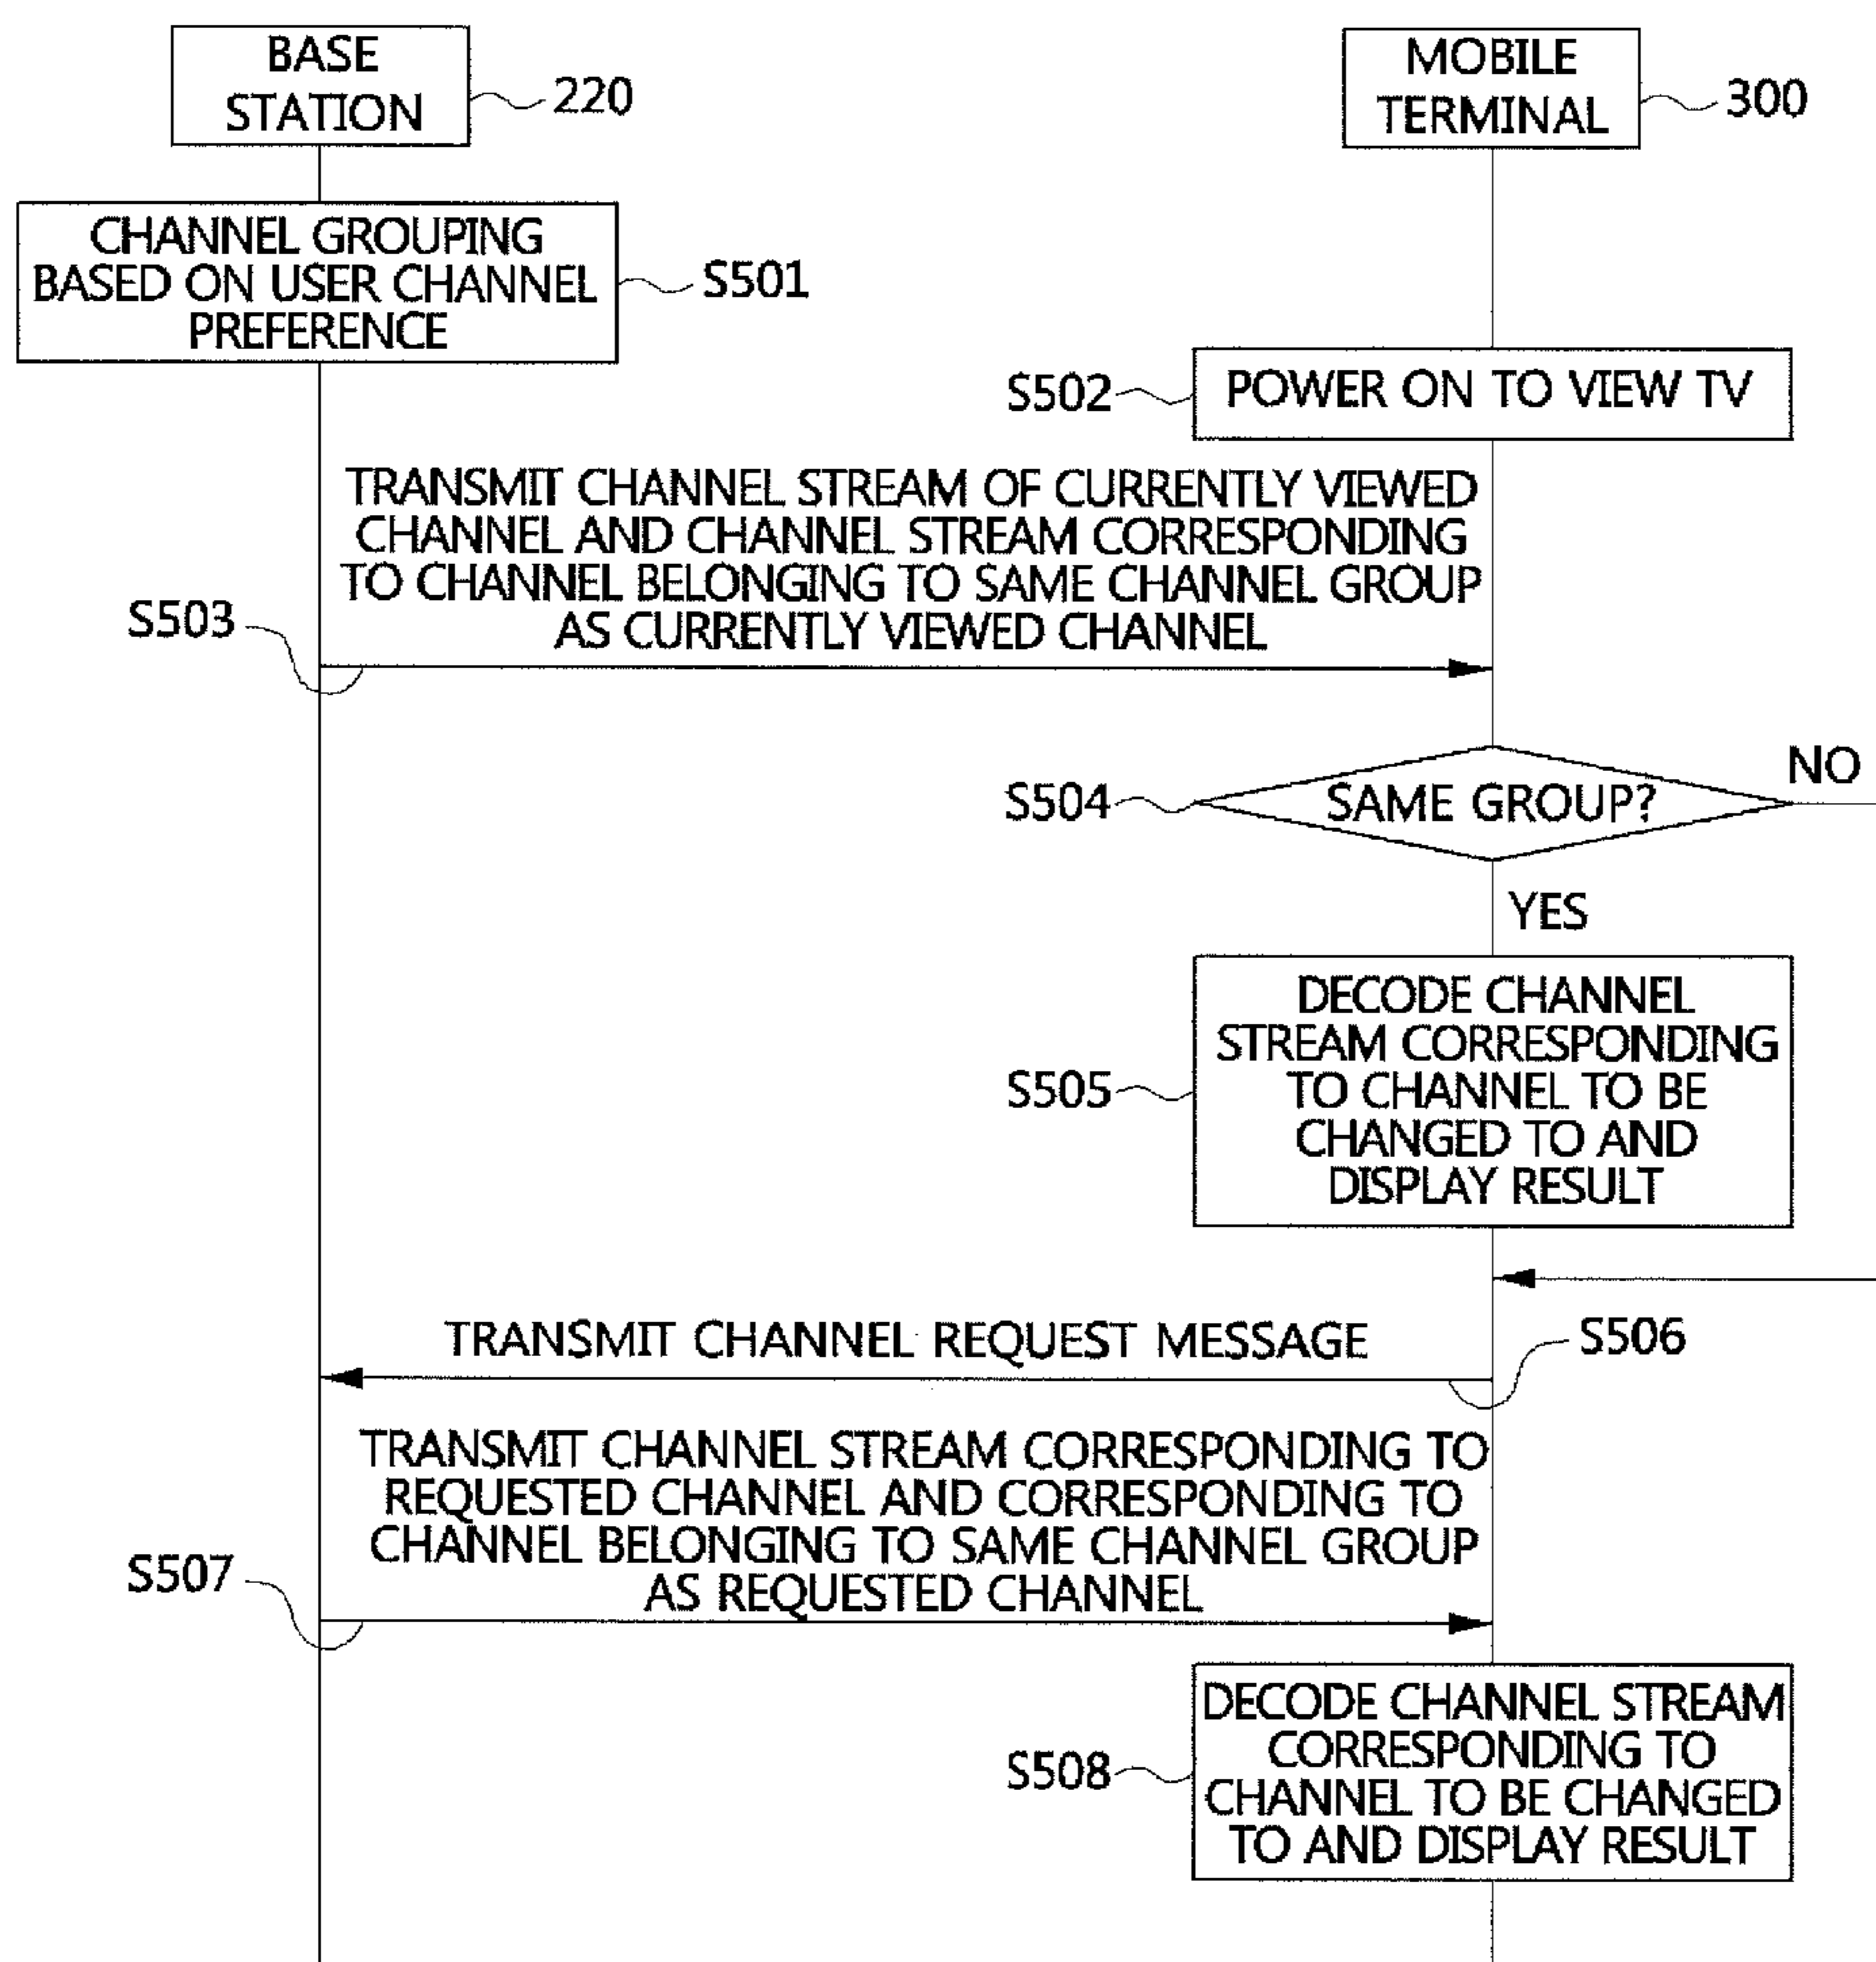 BASE
STATION
220
MOBILE
TERMINAL
300
CHANNEL GROUPING
BASED ON USER CHANNEL
PREFERENCE
S501
S502
POWER ON TO VIEW TV
TRANSMIT CHANNEL STREAM OF CURRENTLY VIEWED
CHANNEL AND CHANNEL STREAM CORRESPONDING
TO CHANNEL BELONGING TO SAME CHANNEL GROUP
AS CURRENTLY VIEWED CHANNEL
S503
NO
S504
SAME GROUP?
YES
DECODE CHANNEL
STREAM CORRESPONDING
TO CHANNEL TO BE
CHANGED TO AND
DISPLAY RESULT
S505
TRANSMIT CHANNEL REQUEST MESSAGE
S506
TRANSMIT CHANNEL STREAM CORRESPONDING TO
REQUESTED CHANNEL AND CORRESPONDING TO
CHANNEL BELONGING TO SAME CHANNEL GROUP
AS REQUESTED CHANNEL
S507
DECODE CHANNEL STREAM
CORRESPONDING TO
CHANNEL TO BE CHANGED
TO AND DISPLAY RESULT
S508